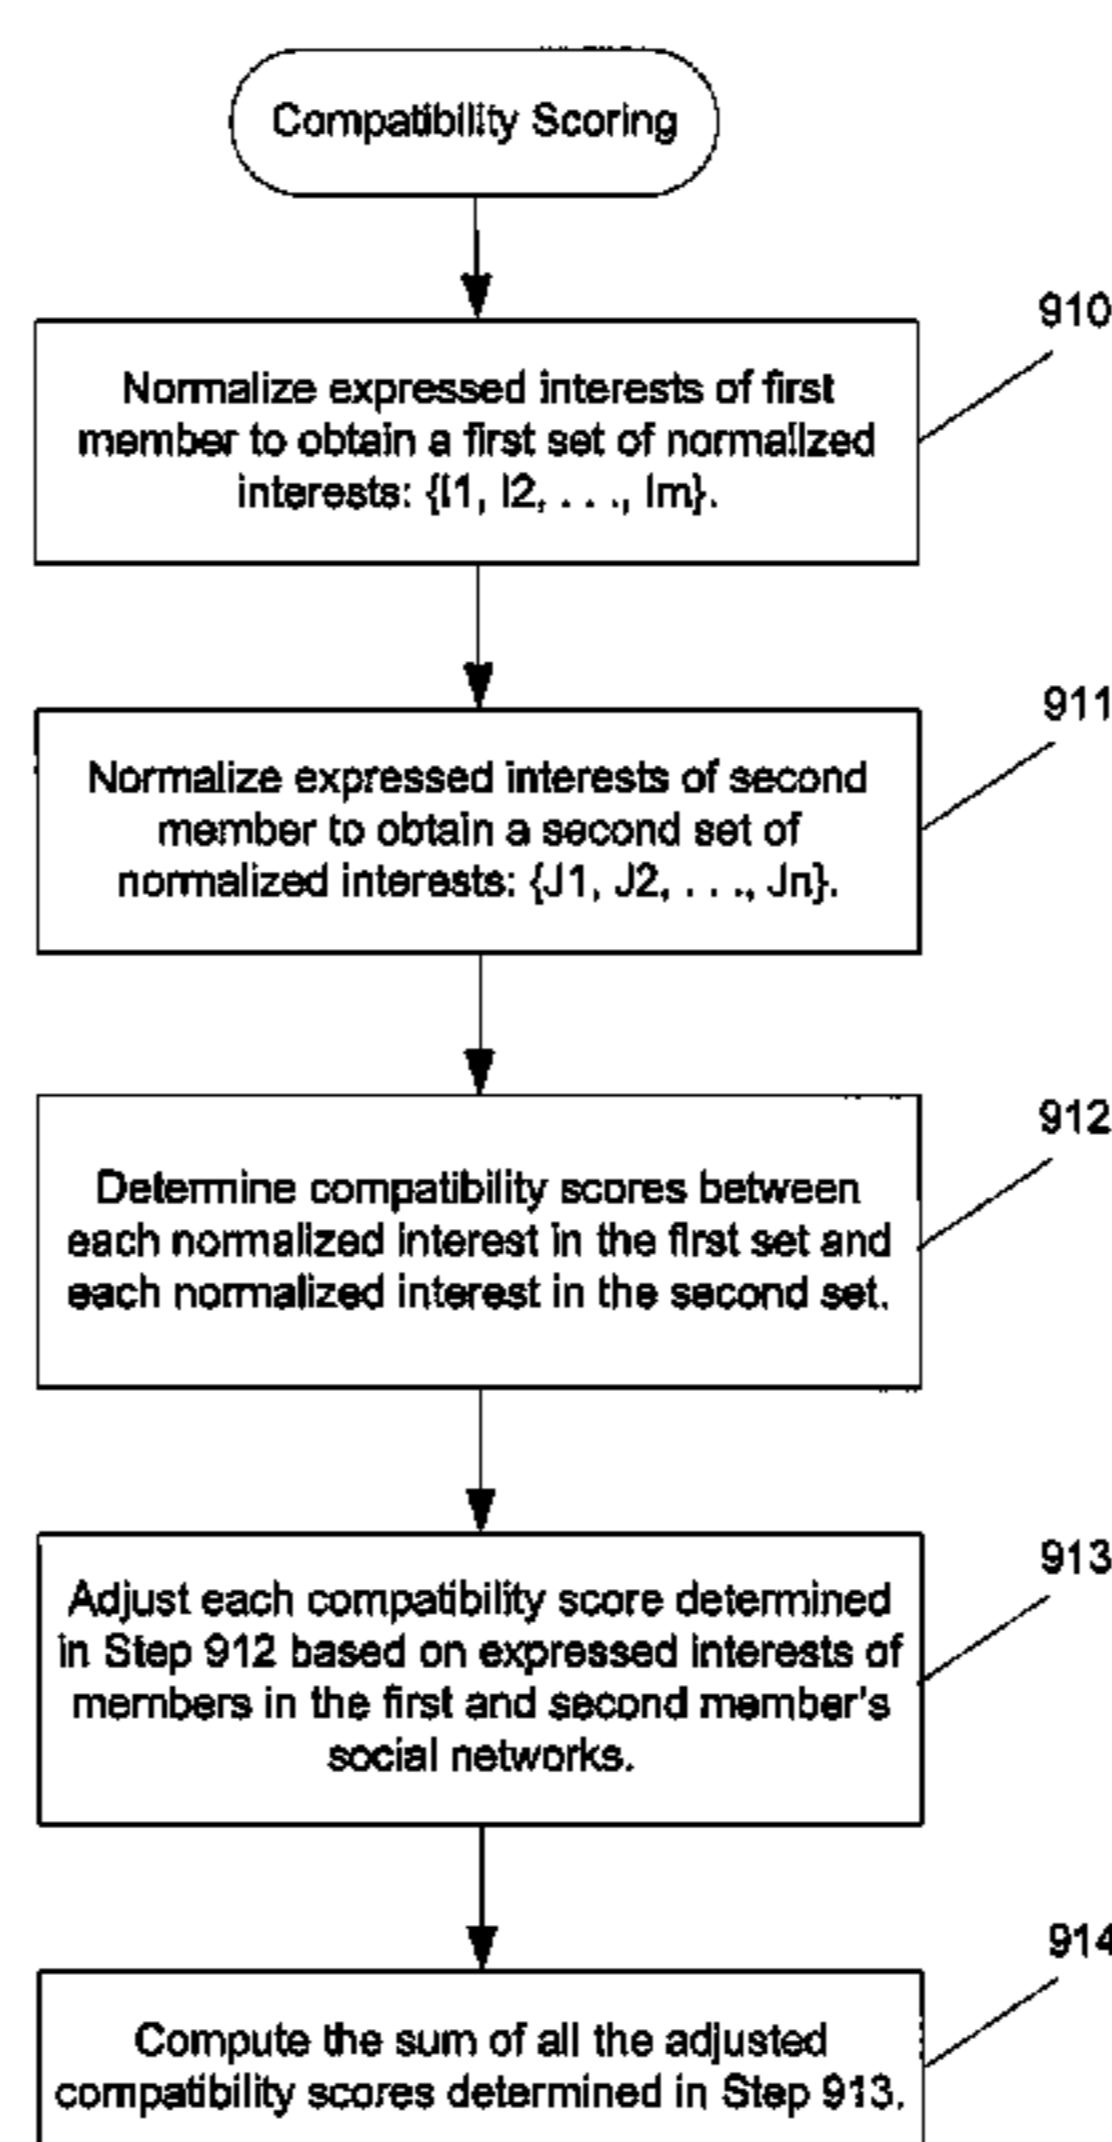 Compatibility Scoring
910
Normalize expressed interests of first
member to obtain a first set of normalized
interests: {I1, I2, . . ., Im}.
911
Normalize expressed interests of second
member to obtain a second set of
normalized interests: {J1, J2, . . ., Jn}.
912
Determine compatibility scores between
each normalized interest in the first set and
each normalized interest in the second set.
913
Adjust each compatibility score determined
in Step 912 based on expressed interests of
members in the first and second member's
social networks.
914
Compute the sum of all the adjusted
compatibility scores determined in Step 913.